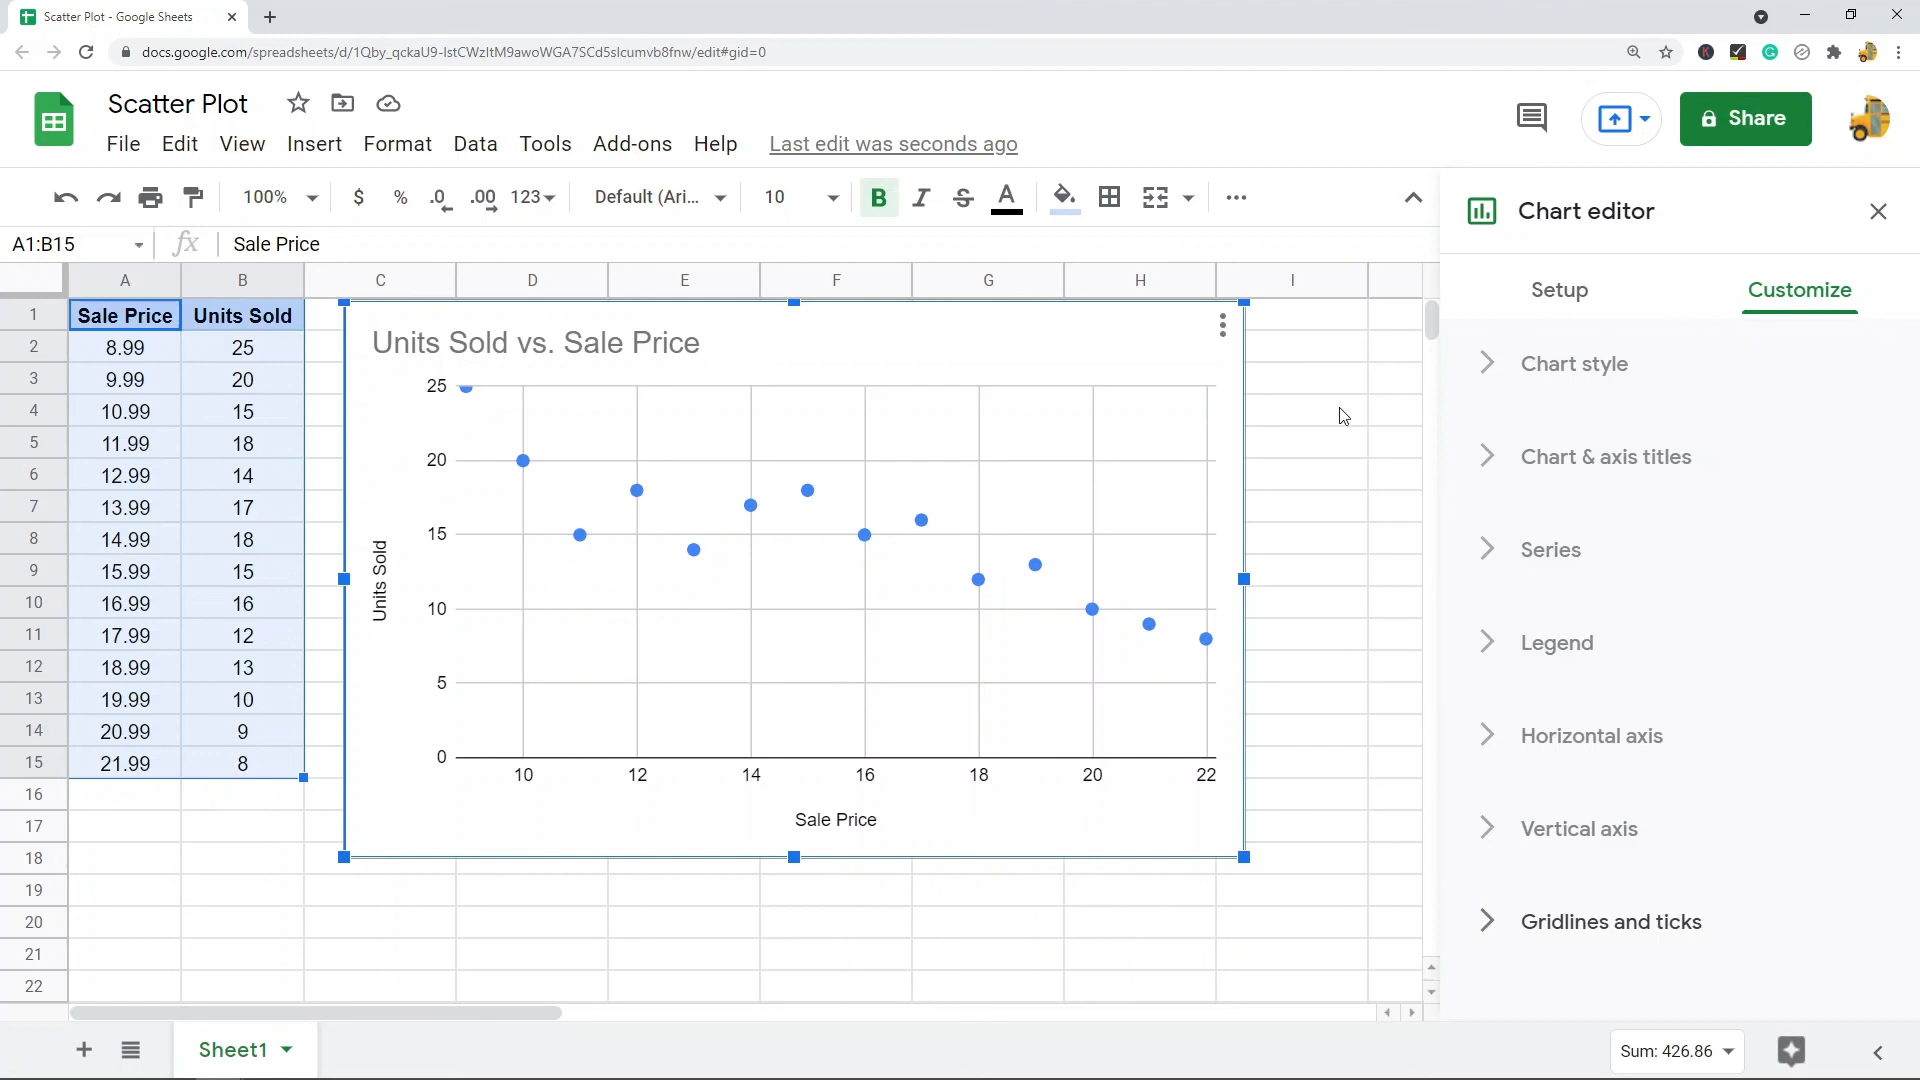 Scatter Plot - Google Sheets
docs.google.com/spreadsheets/d/1Qby_qckaU9-IstCWzItM9awoWGA7SCd5slcumvb8fnw/edit#gid=0
Scatter Plot
Share
File Edit View Insert Format Data Tools Add-ons Help Last edit was seconds ago
100% $ % .0 .00 123 Default (Ari... 10 B I S A
Chart editor
A1:B15 fx Sale Price
A B C D E F G H I
Setup Customize
1 Sale Price Units Sold
2 8.99 25
3 9.99 20
4 10.99 15
5 11.99 18
6 12.99 14
7 13.99 17
8 14.99 18
9 15.99 15
10 16.99 16
11 17.99 12
12 18.99 13
13 19.99 10
14 20.99 9
15 21.99 8
16
17
18
19
20
21
22
Units Sold vs. Sale Price
25
20
15
10
5
0
Units Sold
10 12 14 16 18 20 22
Sale Price
Chart style
Chart & axis titles
Series
Legend
Horizontal axis
Vertical axis
Gridlines and ticks
Sheet1
Sum: 426.86